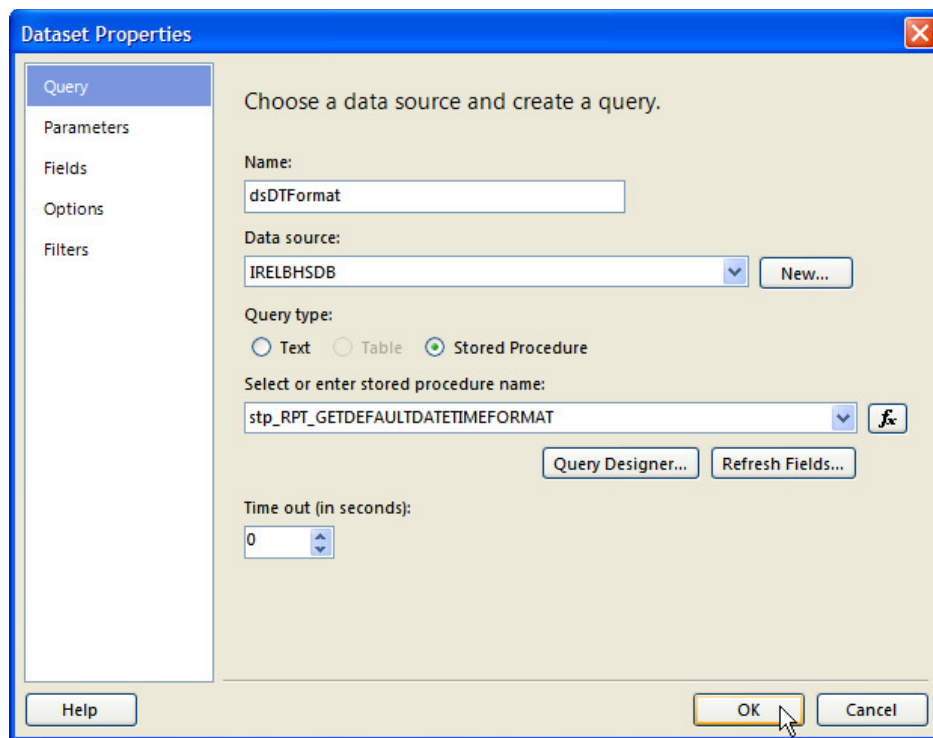 Dataset Properties
Query
Parameters
Fields
Options
Filters
Choose a data source and create a query.
Name:
dsDTFormat
Data source:
IRELBHSDB
New...
Query type:
Text Table Stored Procedure
Select or enter stored procedure name:
stp_RPT_GETDEFAULTDATETIMEFORMAT
fx
Query Designer... Refresh Fields...
Time out (in seconds):
0
Help OK Cancel